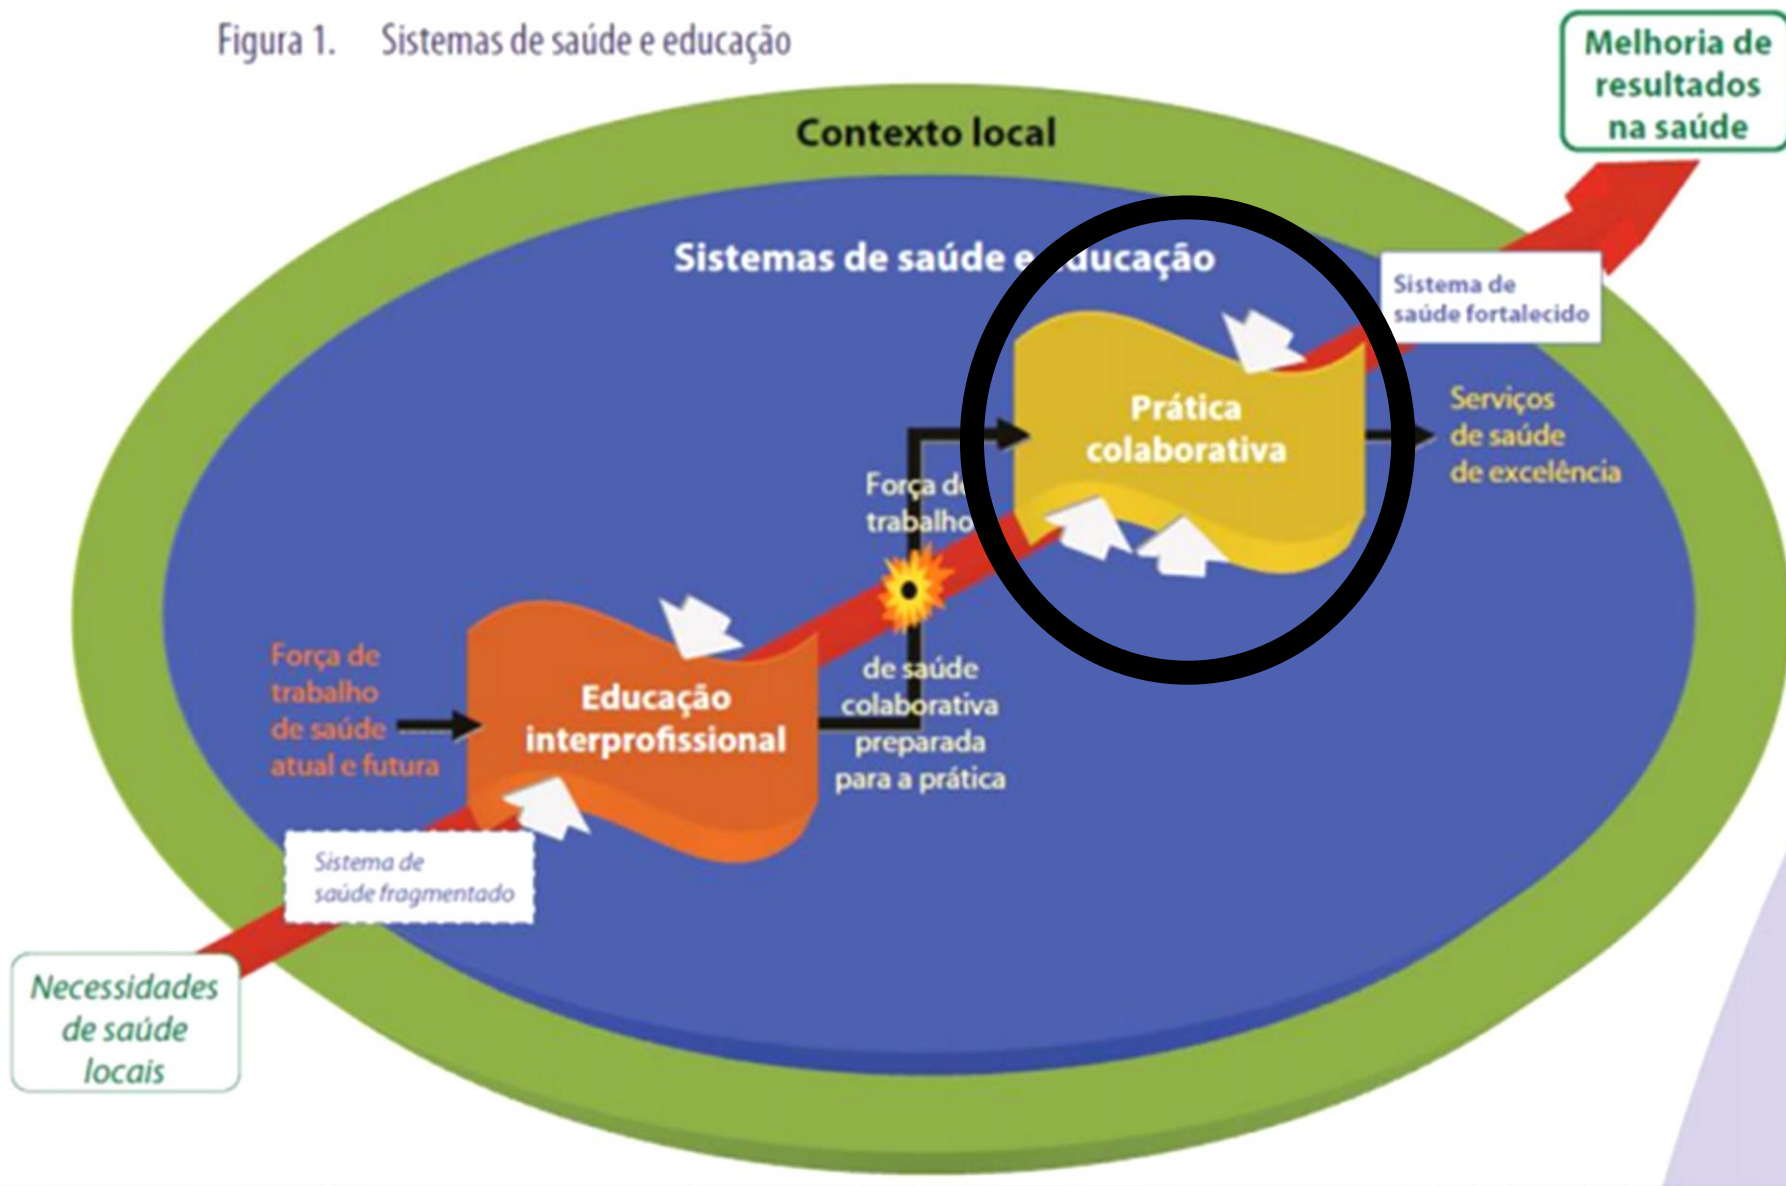 Figura 1. Sistemas de saúde e educação
Melhoria de
resultados
na saúde
Contexto local
Sistemas de saúde e educação
Sistema de
saúde fortalecido
Prática
colaborativa
Serviços
de saúde
de excelência
Força de
trabalho
de saúde
colaborativa
preparada
para a prática
Educação
interprofissional
Força de
trabalho
de saúde
atual e futura
Sistema de
saúde fragmentado
Necessidades
de saúde
locais